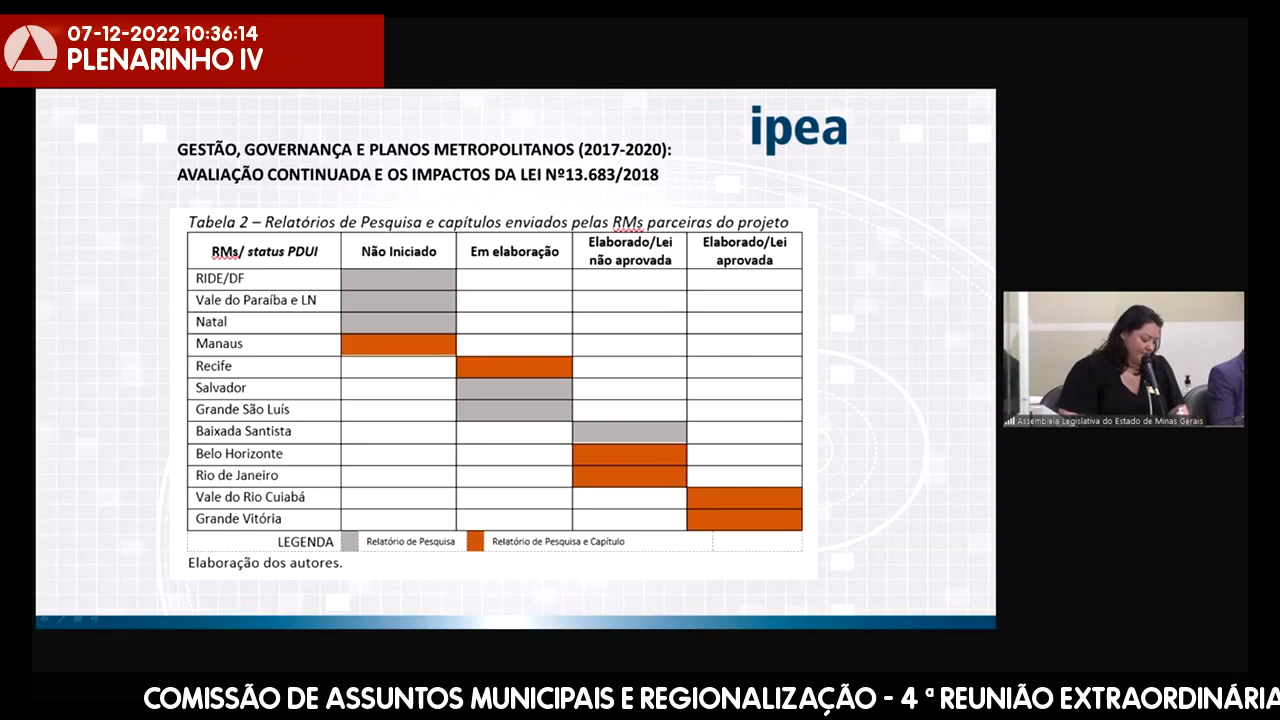 07-12-2022 10:36:14
PLENARINHO IV
ipea
GESTÃO, GOVERNANÇA E PLANOS METROPOLITANOS (2017-2020):
AVALIAÇÃO CONTINUADA E OS IMPACTOS DA LEI Nº13.683/2018
Tabela 2 – Relatórios de Pesquisa e capítulos enviados pelas RMs parceiras do projeto
RMs/ status PDUI
Não Iniciado
Em elaboração
Elaborado/Lei
não aprovada
Elaborado/Lei
aprovada
RIDE/DF
Vale do Paraíba e LN
Natal
Manaus
Recife
Salvador
Grande São Luís
Baixada Santista
Belo Horizonte
Rio de Janeiro
Vale do Rio Cuiabá
Grande Vitória
LEGENDA
Relatório de Pesquisa
Relatório de Pesquisa e Capítulo
Elaboração dos autores.
Assembleia Legislativa do Estado de Minas Gerais
COMISSÃO DE ASSUNTOS MUNICIPAIS E REGIONALIZAÇÃO - 4 ª REUNIÃO EXTRAORDINÁRIA